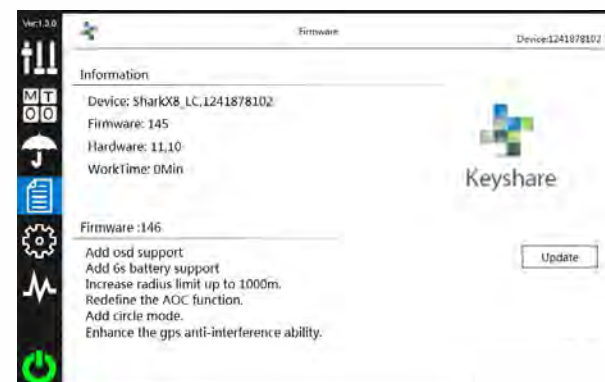 Ver:1.3.0
Firmware
Device:1241878102
Information
Device: SharkX8_LC,1241878102
Firmware: 145
Hardware: 11,10
WorkTime: 0Min
Keyshare
M T
O O
Firmware :146
Add osd support
Add 6s battery support
Increase radius limit up to 1000m.
Redefine the AOC function.
Add circle mode.
Enhance the gps anti-interference ability.
Update